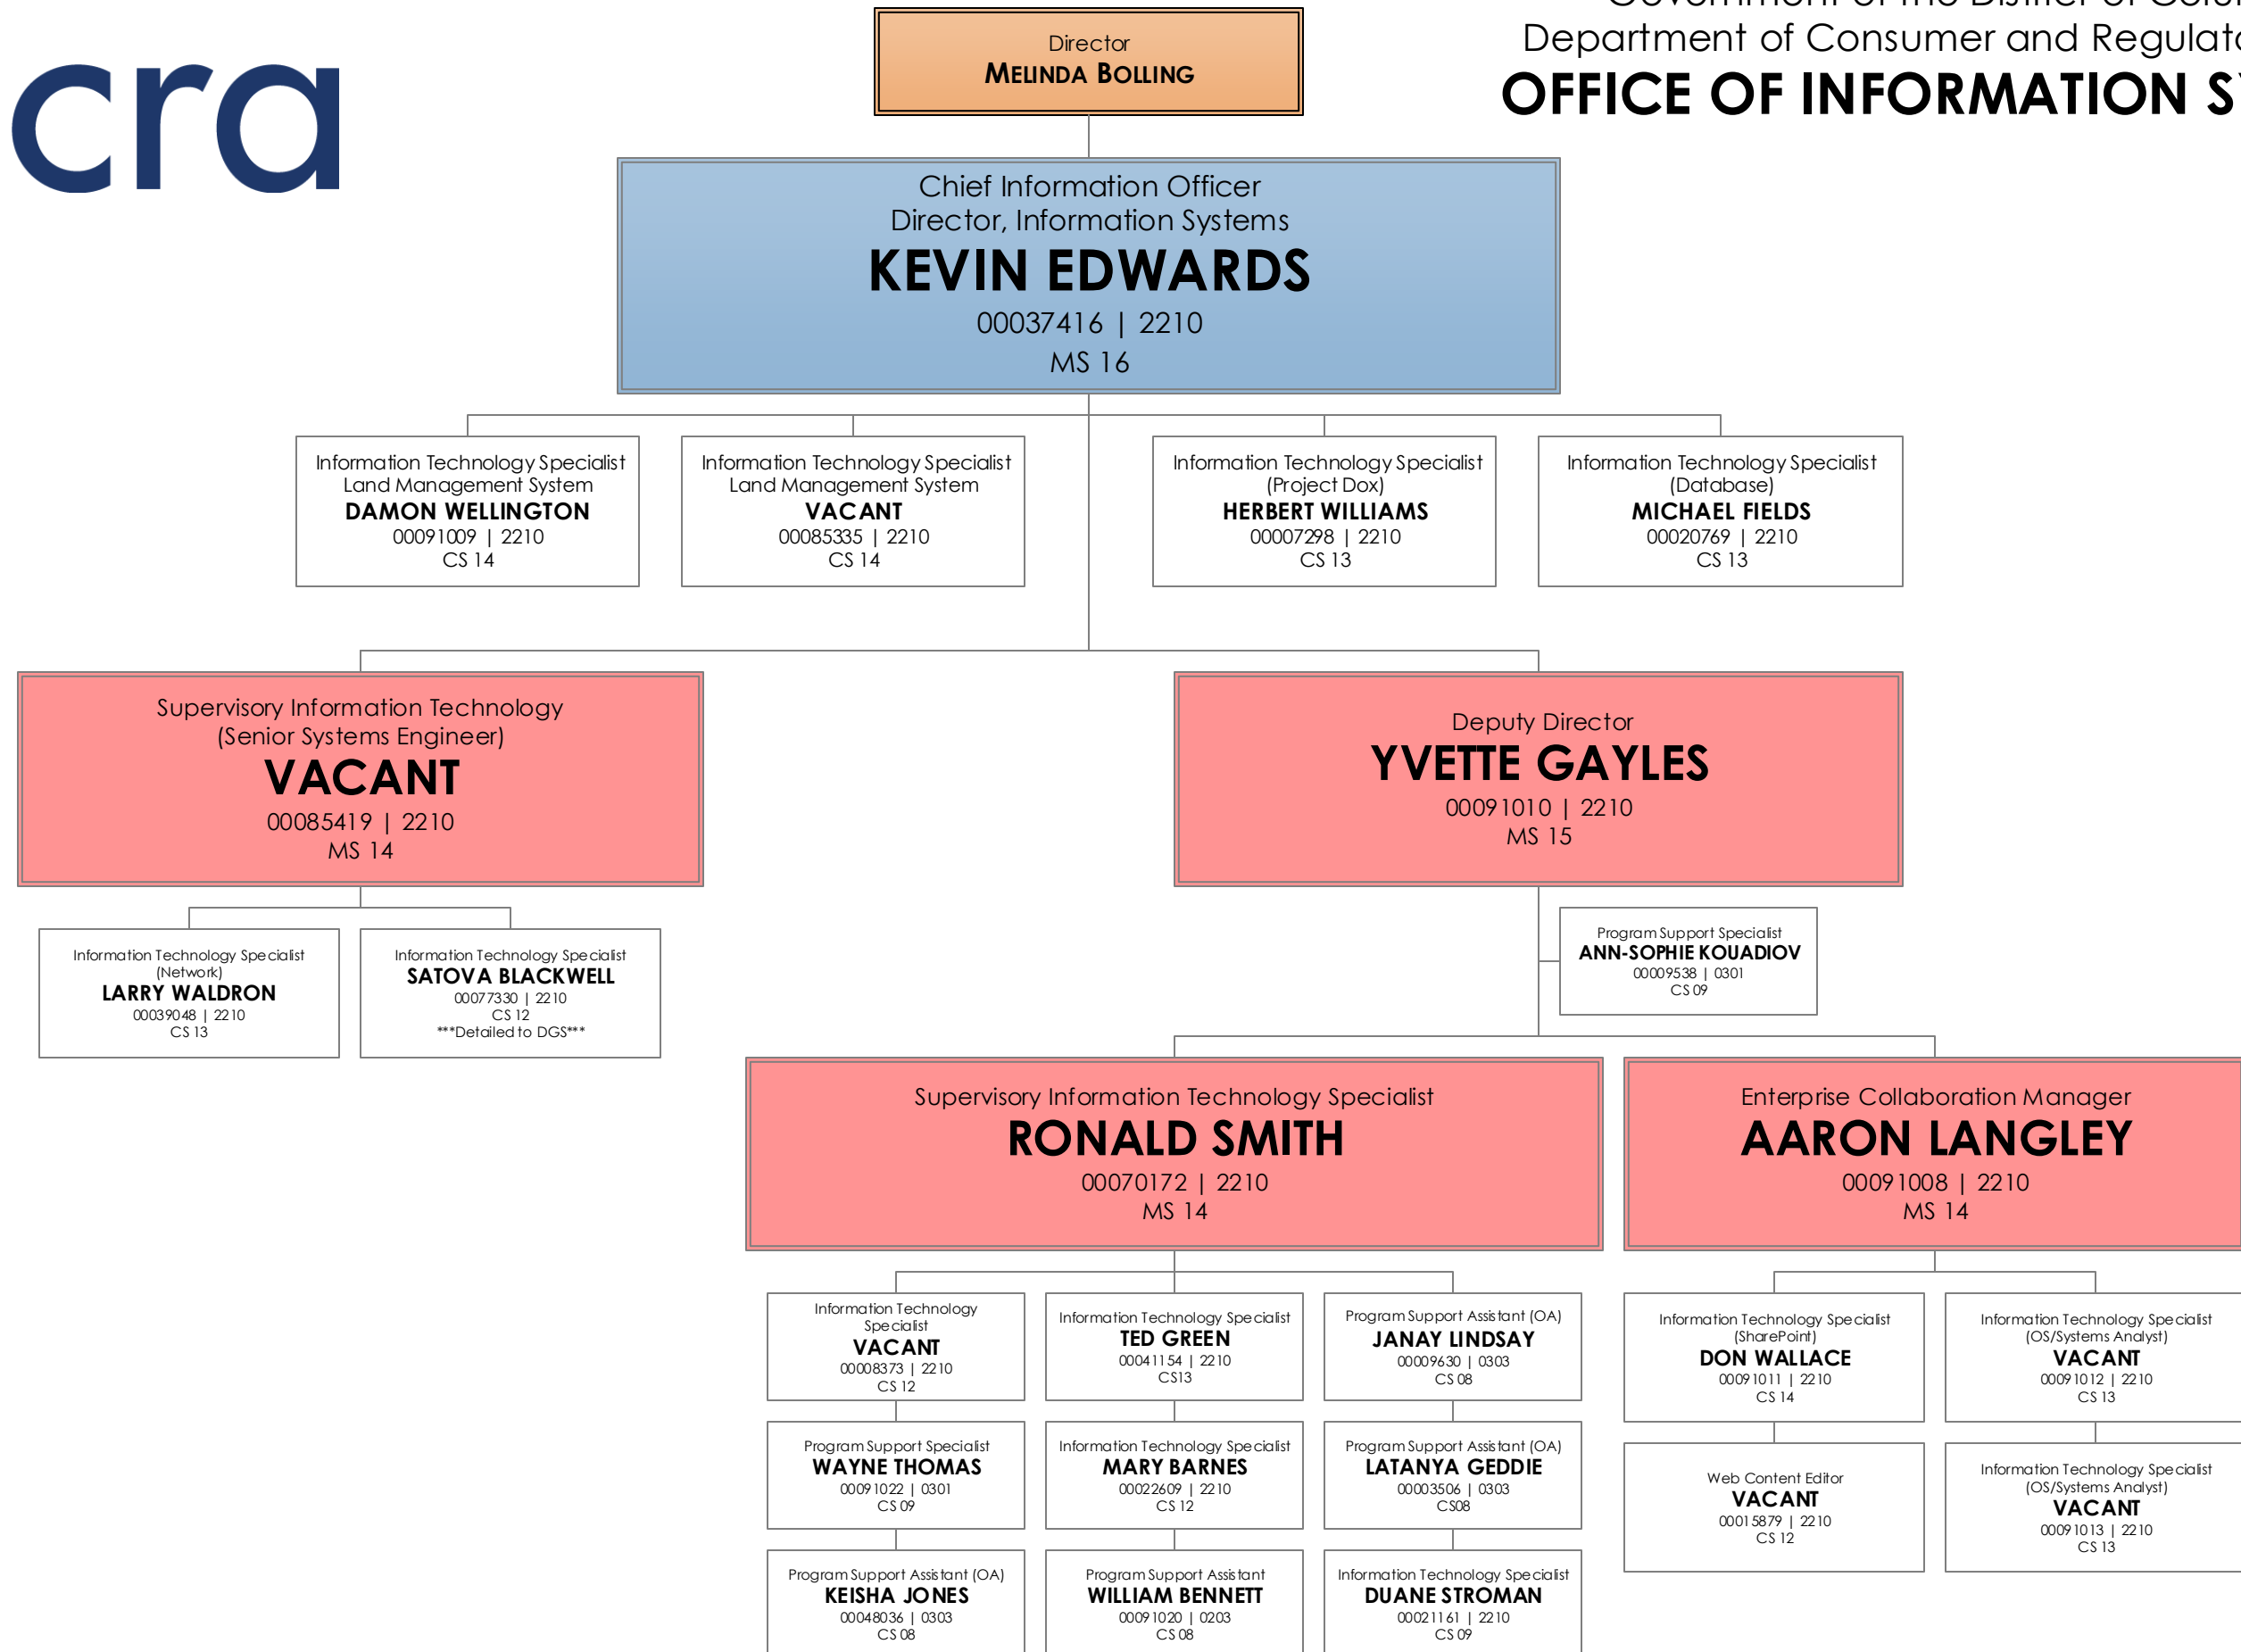 cra
Director
MELINDA BOLLING
Government of the District of
Department of Consumer and
OFFICE OF INFORMATION
Chief Information Officer
Director, Information Systems
KEVIN EDWARDS
00037416 | 2210
MS 16
Information Technology Specialist
Land Management System
DAMON WELLINGTON
00091009 | 2210
CS 14
Information Technology Specialist
Land Management System
VACANT
00085335 | 2210
CS 14
Information Technology Specialist
(Project Dox)
HERBERT WILLIAMS
00007298 | 2210
CS 13
Information Technology Specialist
(Database)
MICHAEL FIELDS
00020769 | 2210
CS 13
Supervisory Information Technology
(Senior Systems Engineer)
VACANT
00085419 | 2210
MS 14
Deputy Director
YVETTE GAYLES
00091010 | 2210
MS 15
Information Technology Specialist
(Network)
LARRY WALDRON
00039048 | 2210
CS 13
Information Technology Specialist
SATOVA BLACKWELL
00077330 | 2210
CS 12
***Detailed to DGS***
Program Support Specialist
ANN-SOPHIE KOUADIOV
00009538 | 0301
CS 09
Supervisory Information Technology Specialist
RONALD SMITH
00070172 | 2210
MS 14
Enterprise Collaboration Manager
AARON LANGLEY
00091008 | 2210
MS 14
Information Technology
Specialist
VACANT
00008373 | 2210
CS 12
Information Technology Specialist
TED GREEN
00041154 | 2210
CS13
Program Support Assistant (OA)
JANAY LINDSAY
00009630 | 0303
CS 08
Information Technology Specialist
(SharePoint)
DON WALLACE
00091011 | 2210
CS 14
Information Technology Specialist
(OS/Systems Analyst)
VACANT
00091012 | 2210
CS 13
Program Support Specialist
WAYNE THOMAS
00091022 | 0301
CS 09
Information Technology Specialist
MARY BARNES
00022609 | 2210
CS 12
Program Support Assistant (OA)
LATANYA GEDDIE
00003506 | 0303
CS08
Web Content Editor
VACANT
00015879 | 2210
CS 12
Information Technology Specialist
(OS/Systems Analyst)
VACANT
00091013 | 2210
CS 13
Program Support Assistant (OA)
KEISHA JONES
00048036 | 0303
CS 08
Program Support Assistant
WILLIAM BENNETT
00091020 | 0203
CS 08
Information Technology Specialist
DUANE STROMAN
00021161 | 2210
CS 09